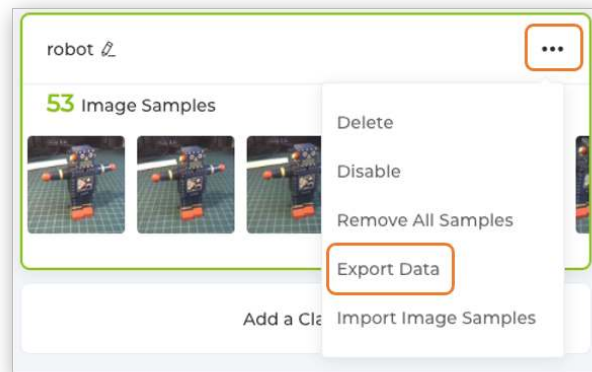 robot
53 Image Samples
Delete
Disable
Remove All Samples
Export Data
Add a Cla
Import Image Samples